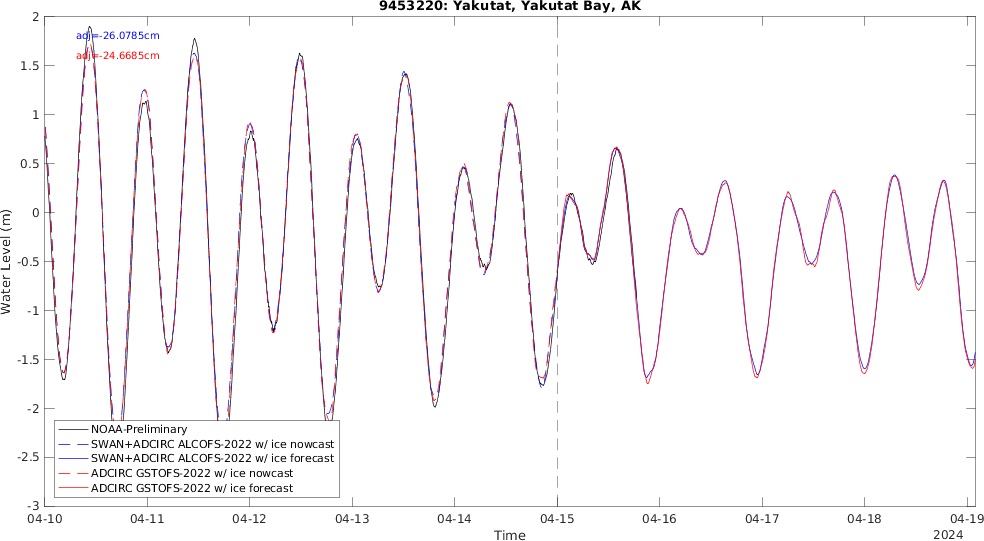 9453220: Yakutat, Yakutat Bay, AK
adj=-26.0785cm
adj=-24.6685cm
Water Level (m)
2
1.5
1
0.5
0
-0.5
-1
-1.5
-2
-2.5
-3
NOAA-Preliminary
SWAN+ADCIRC ALCOFS-2022 w/ ice nowcast
SWAN+ADCIRC ALCOFS-2022 w/ ice forecast
ADCIRC GSTOFS-2022 w/ ice nowcast
ADCIRC GSTOFS-2022 w/ ice forecast
04-10 04-11 04-12 04-13 04-14 04-15 04-16 04-17 04-18 04-19
Time
2024